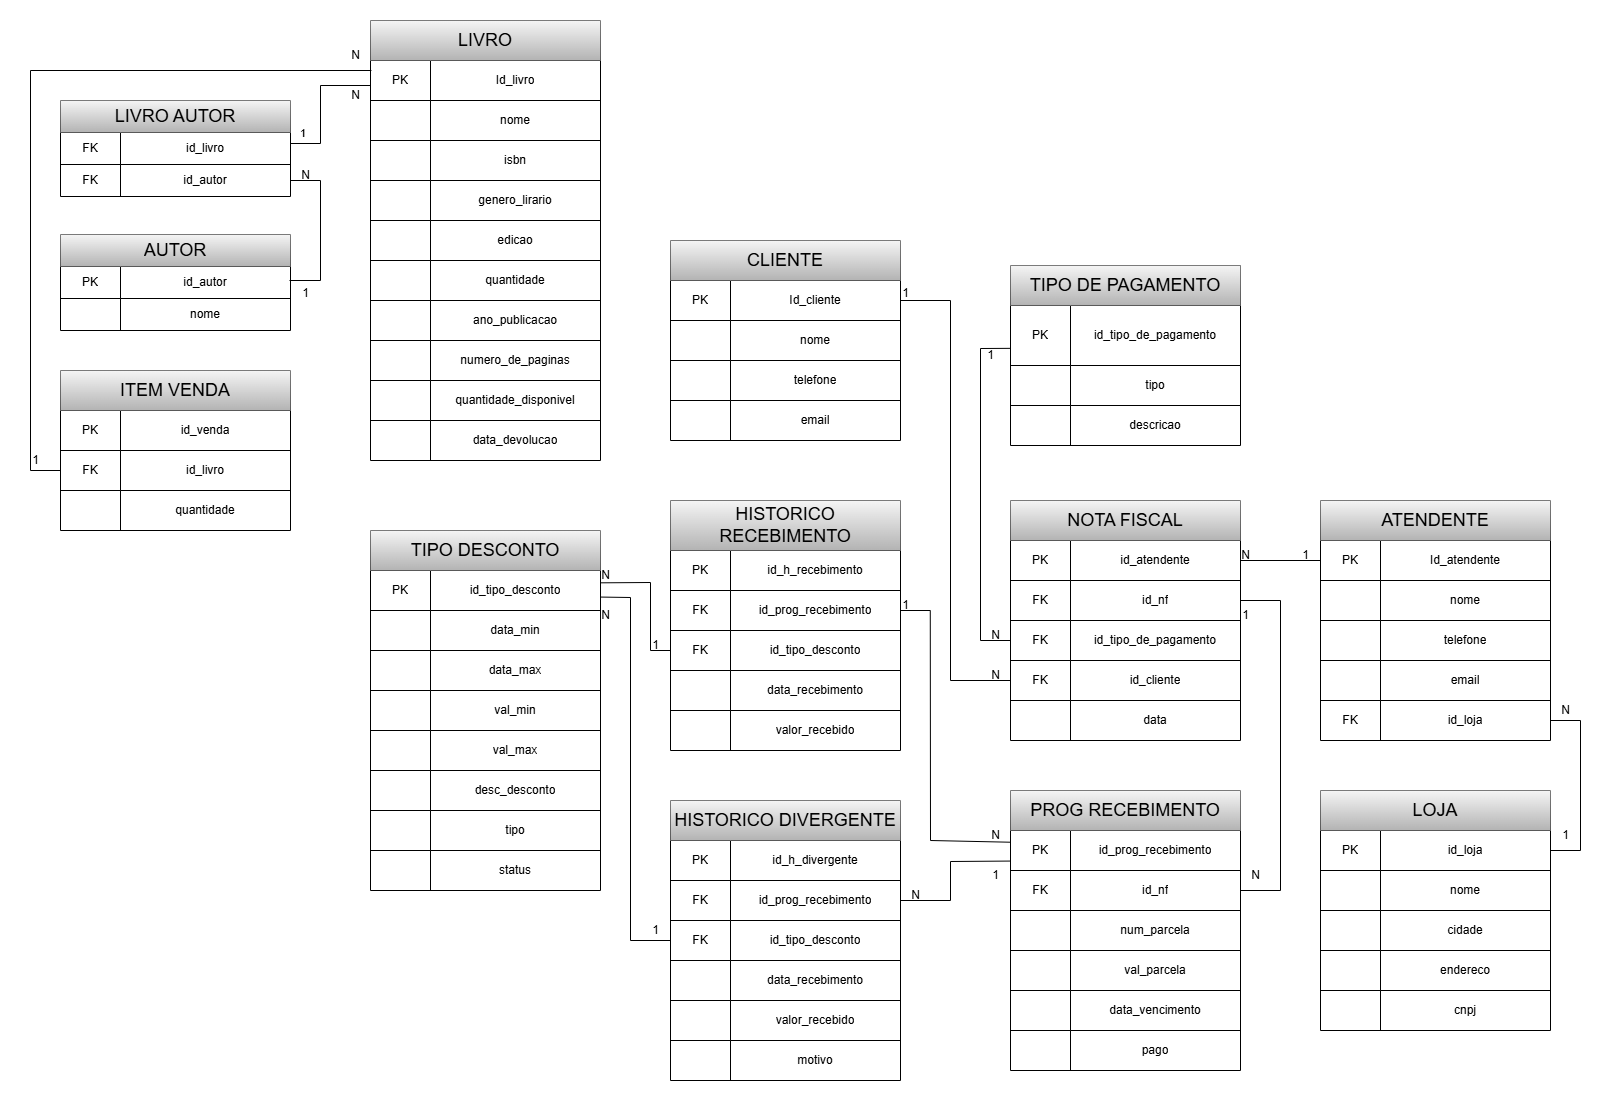 LIVRO
N
PK Id_livro
N
nome
isbn
genero_lirario
edicao
quantidade
ano_publicacao
numero_de_paginas
quantidade_disponivel
data_devolucao
LIVRO AUTOR
1
FK id_livro
N
FK id_autor
AUTOR
PK id_autor
1
nome
ITEM VENDA
PK id_venda
1
FK id_livro
quantidade
CLIENTE
PK Id_cliente
1
nome
telefone
email
TIPO DE PAGAMENTO
PK id_tipo_de_pagamento
1
tipo
descricao
TIPO DESCONTO
N
PK id_tipo_desconto
N
data_min
data_max
val_min
val_max
desc_desconto
tipo
status
HISTORICO
RECEBIMENTO
PK id_h_recebimento
FK id_prog_recebimento
1
1
FK id_tipo_desconto
data_recebimento
valor_recebido
NOTA FISCAL
PK id_atendente
N
FK id_nf
1
N
FK id_tipo_de_pagamento
N
FK id_cliente
data
ATENDENTE
1
PK Id_atendente
nome
telefone
email
FK id_loja
N
HISTORICO DIVERGENTE
PK id_h_divergente
FK id_prog_recebimento
N
1
FK id_tipo_desconto
data_recebimento
valor_recebido
motivo
PROG RECEBIMENTO
N
PK id_prog_recebimento
1
FK id_nf
N
num_parcela
val_parcela
data_vencimento
pago
LOJA
1
PK id_loja
nome
cidade
endereco
cnpj